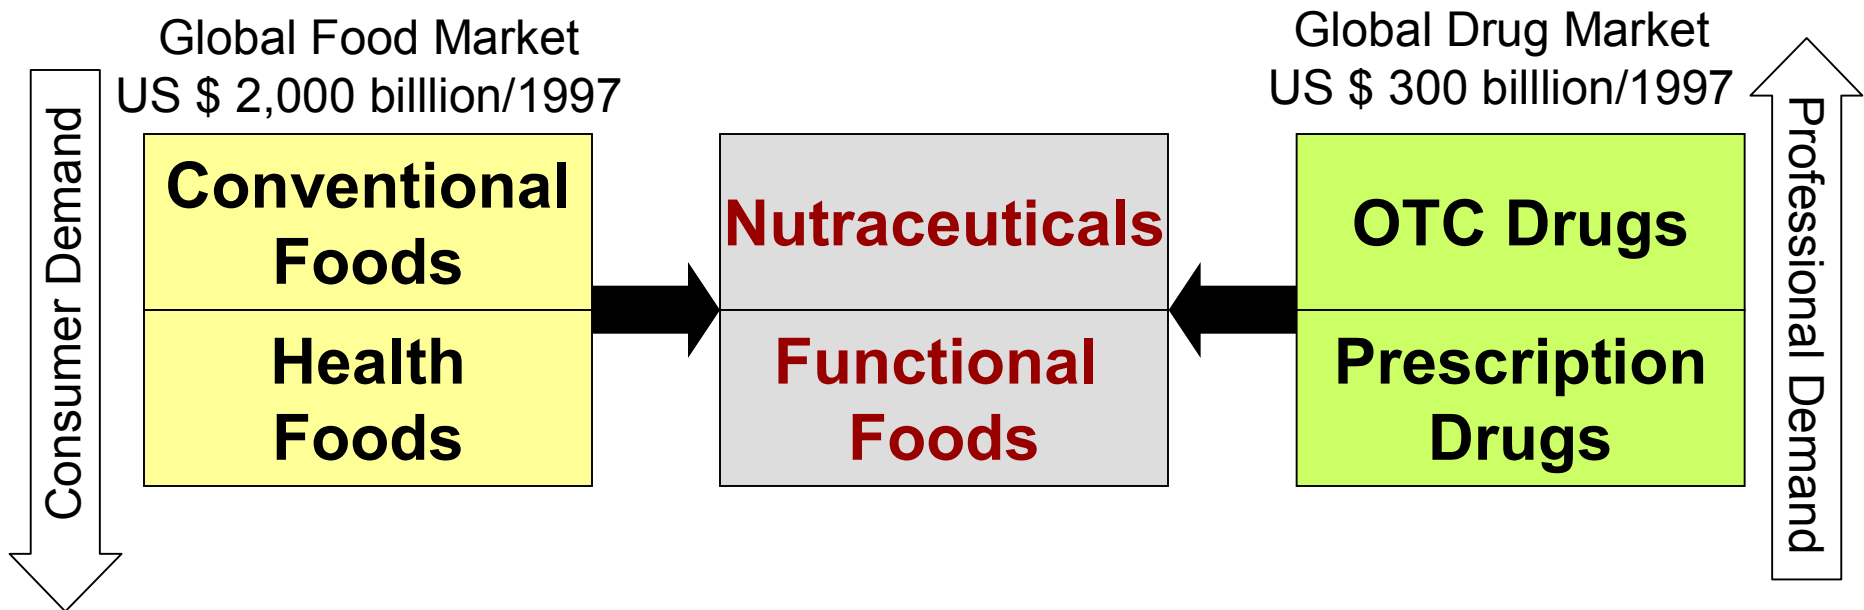 Global Food Market
US $ 2,000 billlion/1997
Global Drug Market
US $ 300 billlion/1997
Consumer Demand
Conventional
Foods
Health
Foods
Nutraceuticals
Functional
Foods
OTC Drugs
Prescription
Drugs
Professional Demand